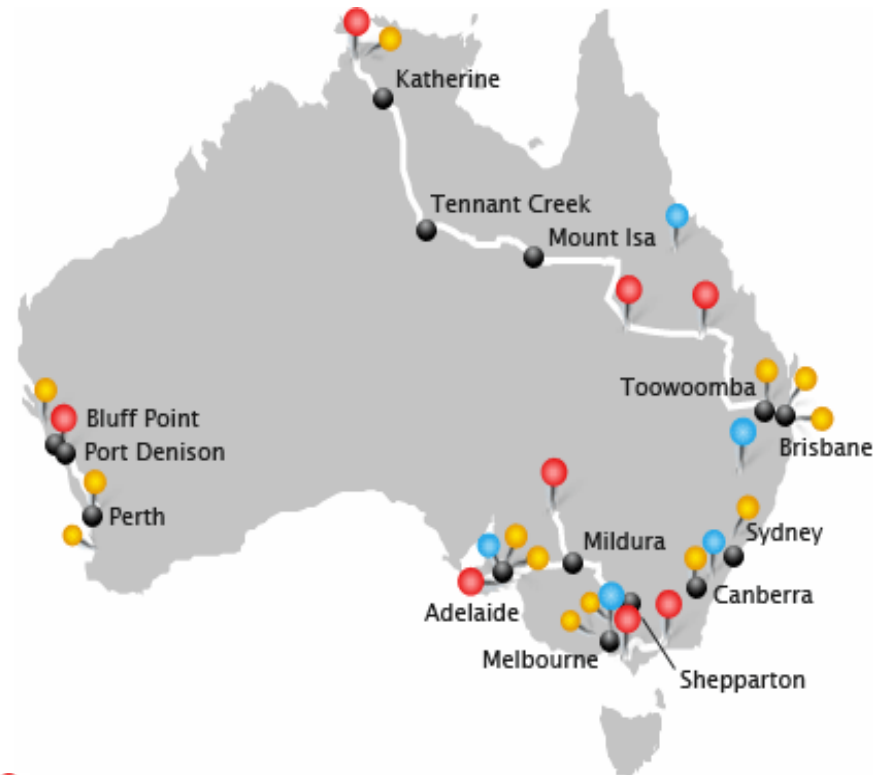 Katherine
Tennant Creek
Mount Isa
Toowoomba
Bluff Point
Brisbane
Port Denison
Perth
Sydney
Mildura
Canberra
Adelaide
Melbourne
Shepparton